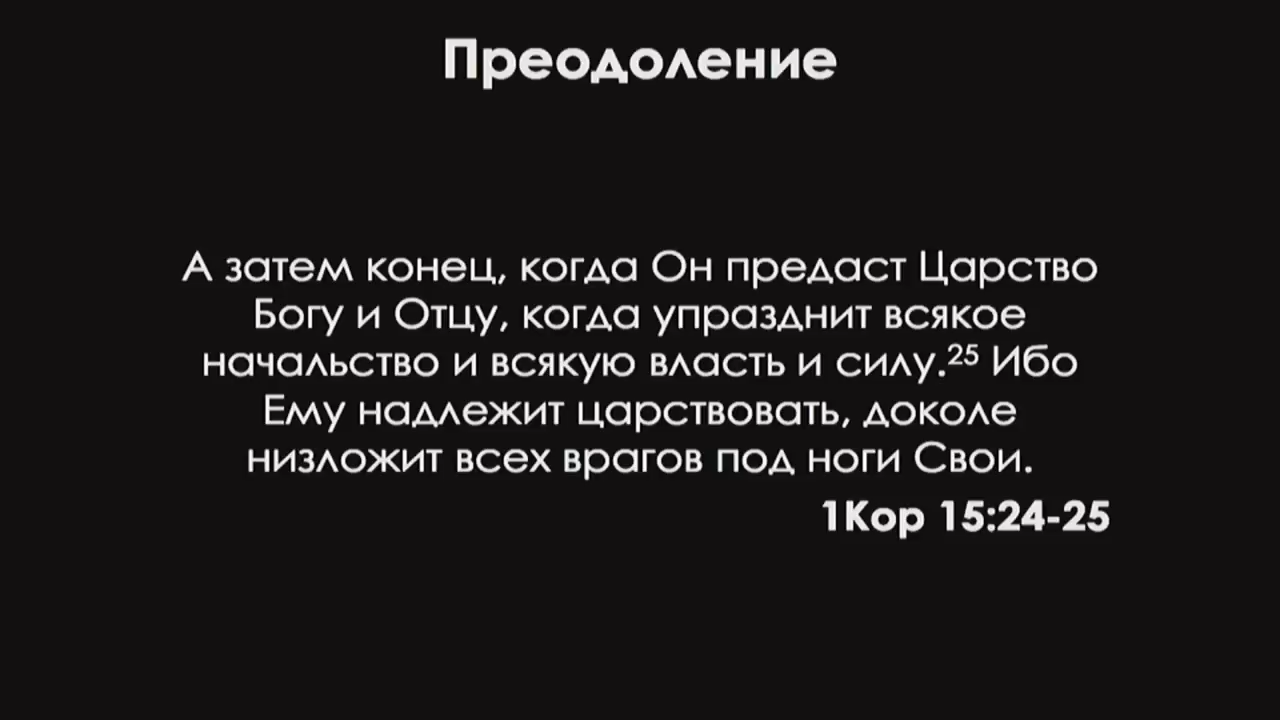 Преодоление
А затем конец, когда Он предаст Царство
Богу и Отцу, когда упразднит всякое
начальство и всякую власть и силу.²⁵ Ибо
Ему надлежит царствовать, доколе
низложит всех врагов под ноги Свои.
1Кор 15:24-25